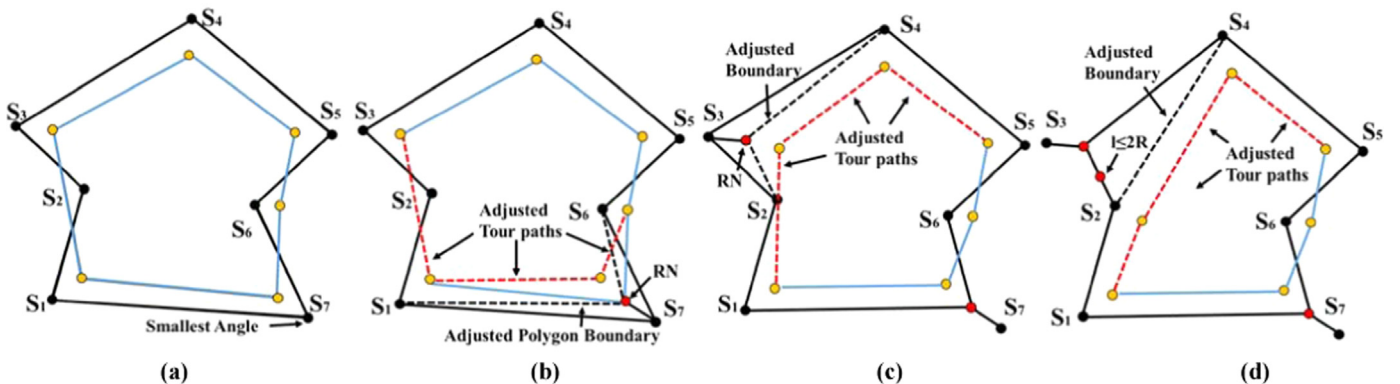 S4
S3
S5
S2
S6
S1
S7
Smallest Angle
(a)
S4
S3
S5
S2
S6
Adjusted
Tour paths
RN
S1
S7
Adjusted Polygon Boundary
(b)
S4
Adjusted
Boundary
S3
S5
Adjusted
Tour paths
RN
S2
S6
S1
S7
(c)
S4
Adjusted
Boundary
S3
S5
l≤2R
Adjusted
Tour paths
S2
S6
S1
S7
(d)